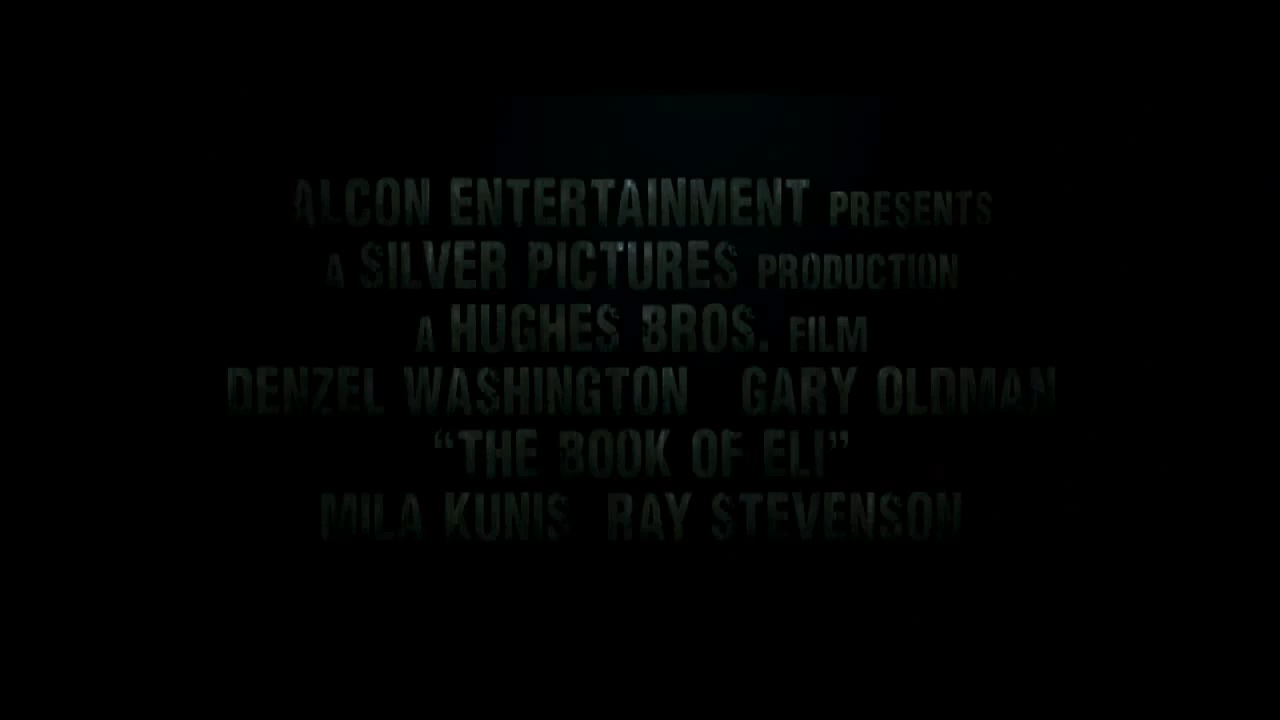 ALCON ENTERTAINMENT PRESENTS
A SILVER PICTURES PRODUCTION
A HUGHES BROS. FILM
DENZEL WASHINGTON GARY OLDMAN
“THE BOOK OF ELI”
MILA KUNIS RAY STEVENSON